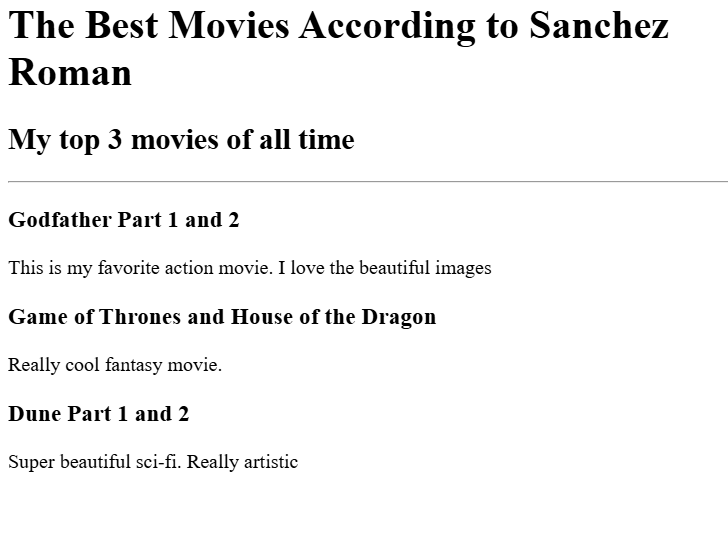 The Best Movies According to Sanchez
Roman
My top 3 movies of all time
Godfather Part 1 and 2
This is my favorite action movie. I love the beautiful images
Game of Thrones and House of the Dragon
Really cool fantasy movie.
Dune Part 1 and 2
Super beautiful sci-fi. Really artistic